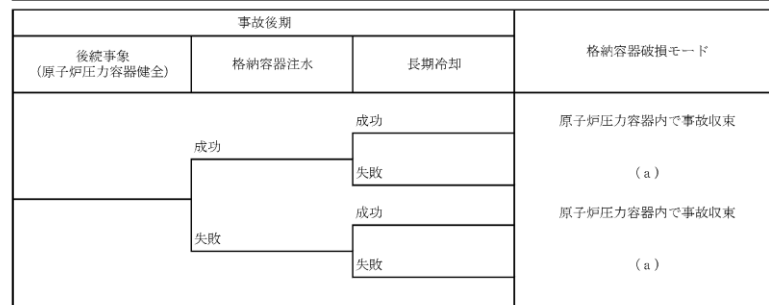 事故後期
後続事象
(原子炉圧力容器健全)
格納容器注水
長期冷却
格納容器破損モード
成功
原子炉圧力容器内で事故収束
成功
失敗
(a)
成功
原子炉圧力容器内で事故収束
失敗
失敗
(a)